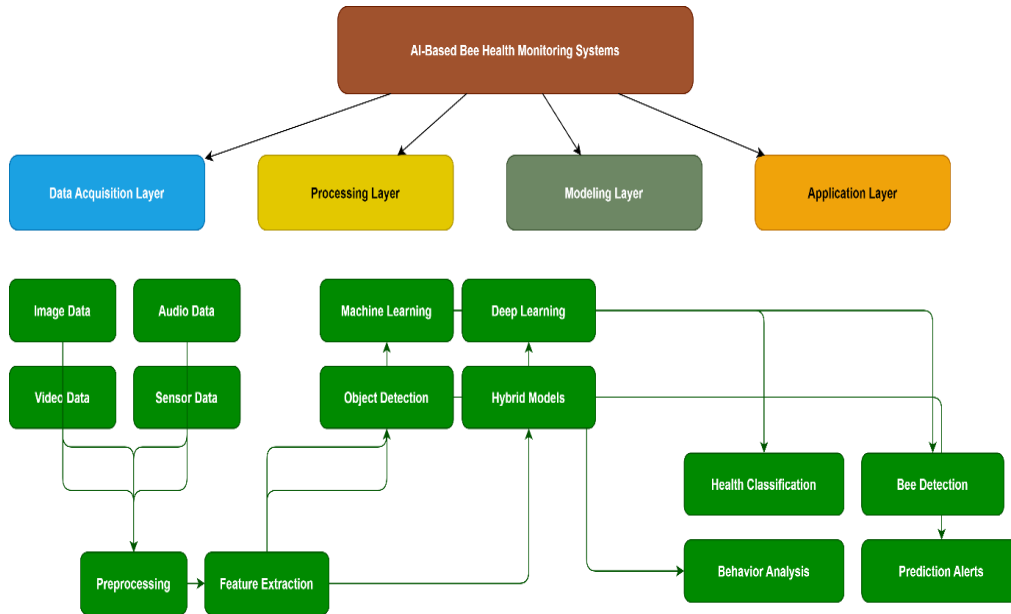 AI-Based Bee Health Monitoring Systems
Data Acquisition Layer
Processing Layer
Modeling Layer
Application Layer
Image Data
Audio Data
Machine Learning
Deep Learning
Video Data
Sensor Data
Object Detection
Hybrid Models
Health Classification
Bee Detection
Preprocessing
Feature Extraction
Behavior Analysis
Prediction Alerts